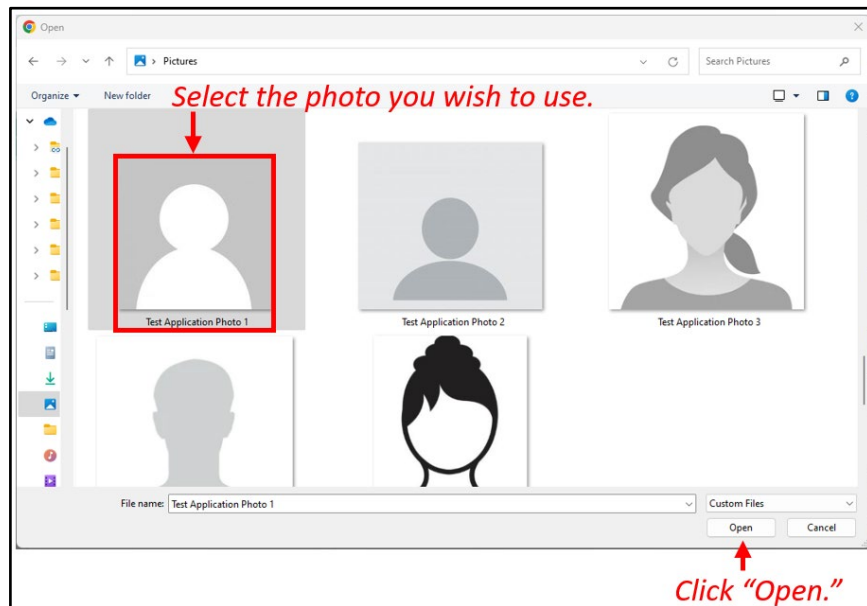 Open
Pictures
Search Pictures
Organize
New folder
Select the photo you wish to use.
Test Application Photo 1
Test Application Photo 2
Test Application Photo 3
File name: Test Application Photo 1
Custom Files
Open
Cancel
Click “Open.”